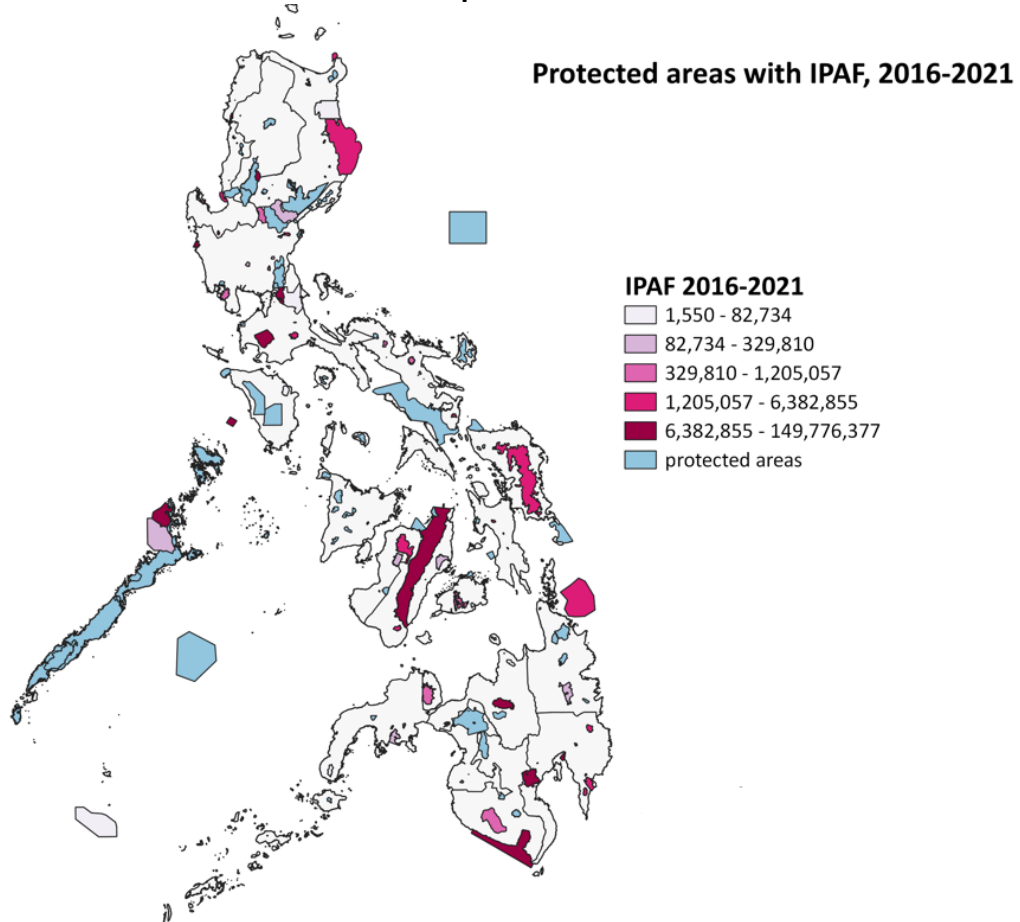 Protected areas with IPAF, 2016-2021
IPAF 2016-2021
1,550 - 82,734
82,734 - 329,810
329,810 - 1,205,057
1,205,057 - 6,382,855
6,382,855 - 149,776,377
protected areas